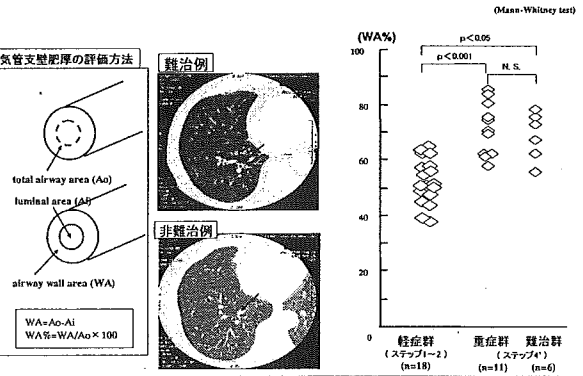 (Mann-Whitney test)
気管支壁肥厚の評価方法
total airway area (Ao)
luminal area (Ai)
airway wall area (WA)
WA=Ao-Ai
WA%=WA/Ao×100
難治例
非難治例
(WA%)
p<0.05
p<0.001
N. S.
100
80
60
40
20
0
軽症群
重症群
難治群
(ステップ1〜2)
(ステップ4')
(n=18)
(n=11)
(n=6)